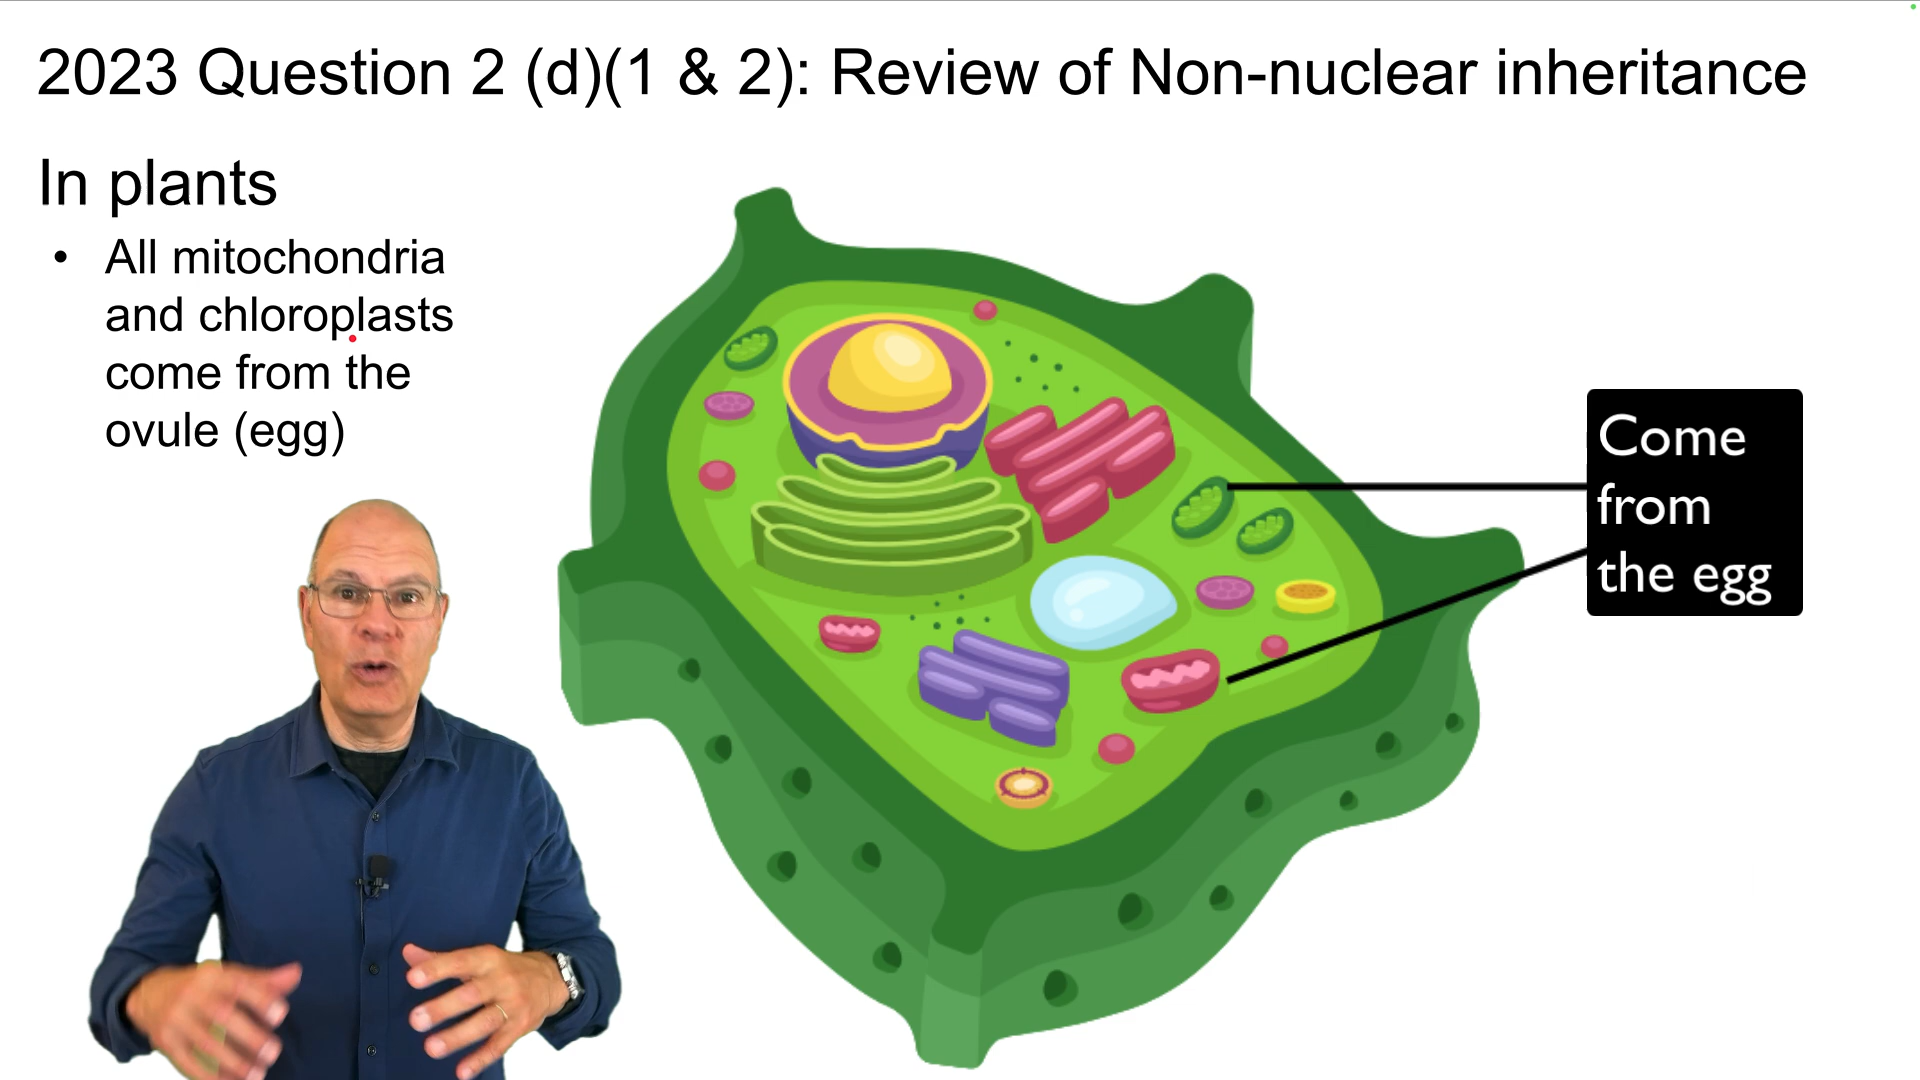 2023 Question 2 (d)(1 & 2): Review of Non-nuclear inheritance
In plants
• All mitochondria
and chloroplasts
come from the
ovule (egg)
Come
from
the egg